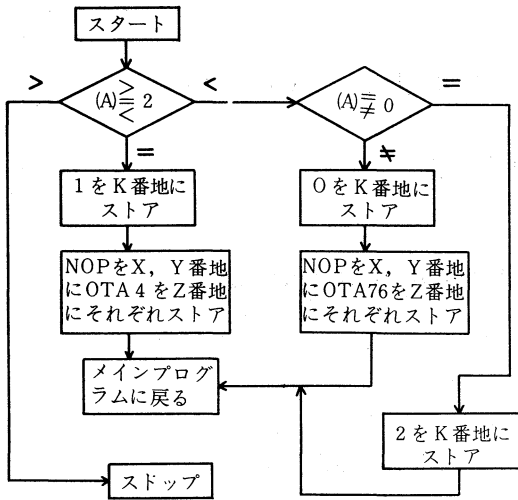 スタート
>
(A)
>
=
<
2
<
(A)
=
≠
0
=
=
≠
1をK番地に
ストア
0をK番地に
ストア
NOPをX,Y番地
にOTA4をZ番地
にそれぞれストア
NOPをX,Y番地
にOTA76をZ番地
にそれぞれストア
メインプログ
ラムに戻る
2をK番地に
ストア
スドップ